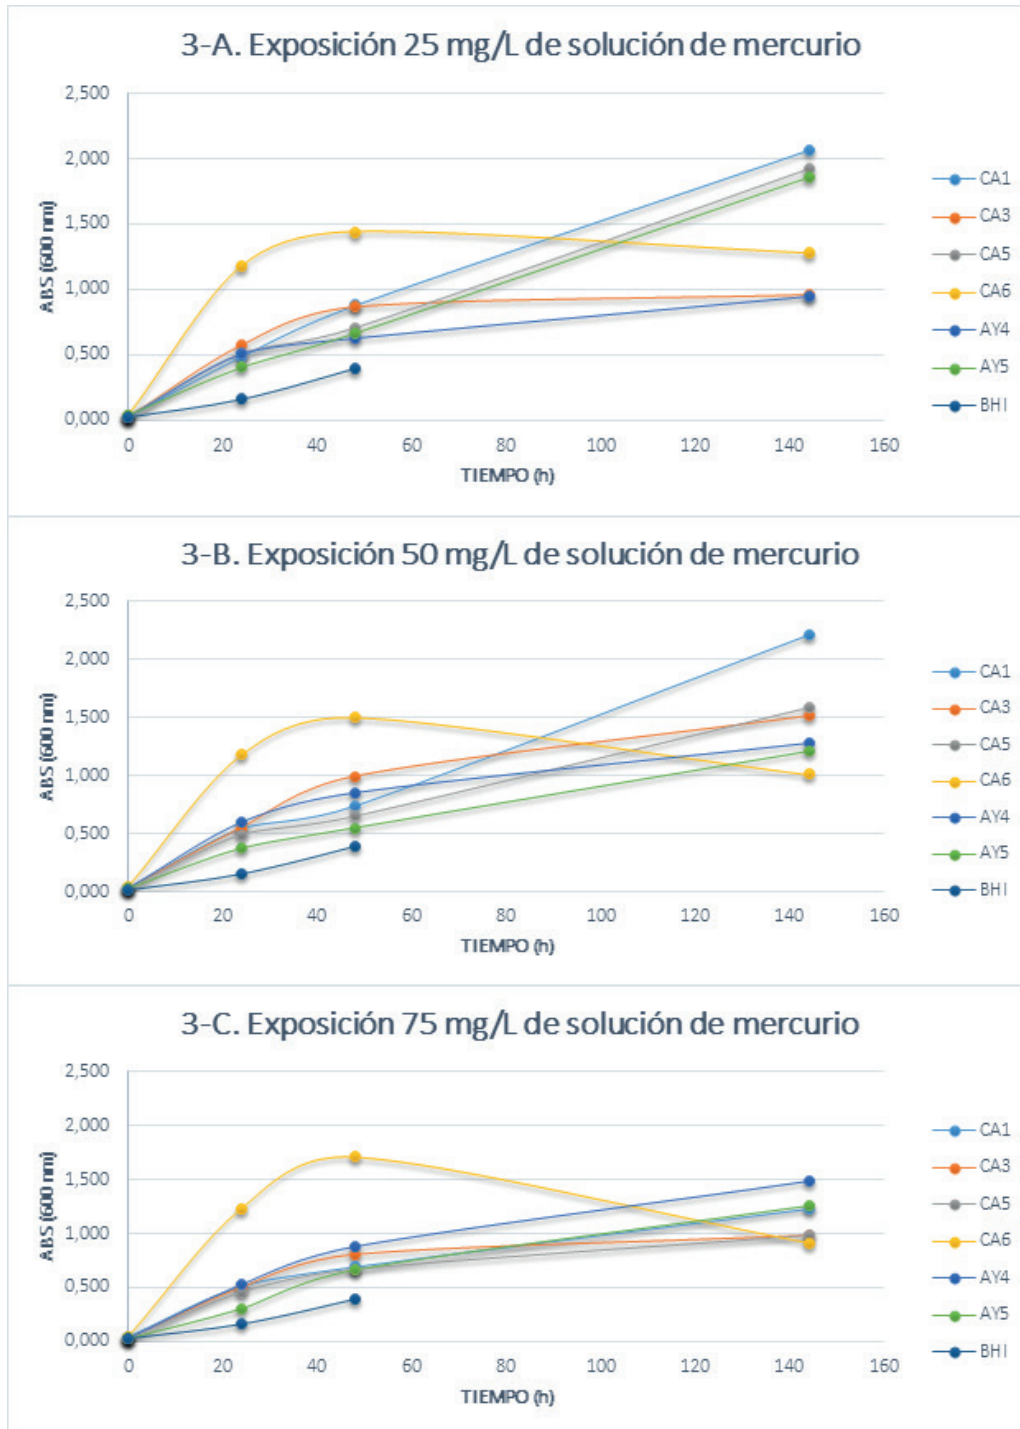 3-A. Exposición 25 mg/L de solución de mercurio
2,500
2,000
1,500
1,000
0,500
0,000
ABS (600 nm)
0 20 40 60 80 100 120 140 160
TIEMPO (h)
CA1
CA3
CA5
CA6
AY4
AY5
BHI
3-B. Exposición 50 mg/L de solución de mercurio
2,500
2,000
1,500
1,000
0,500
0,000
ABS (600 nm)
0 20 40 60 80 100 120 140 160
TIEMPO (h)
CA1
CA3
CA5
CA6
AY4
AY5
BHI
3-C. Exposición 75 mg/L de solución de mercurio
2,500
2,000
1,500
1,000
0,500
0,000
ABS (600 nm)
0 20 40 60 80 100 120 140 160
TIEMPO (h)
CA1
CA3
CA5
CA6
AY4
AY5
BHI